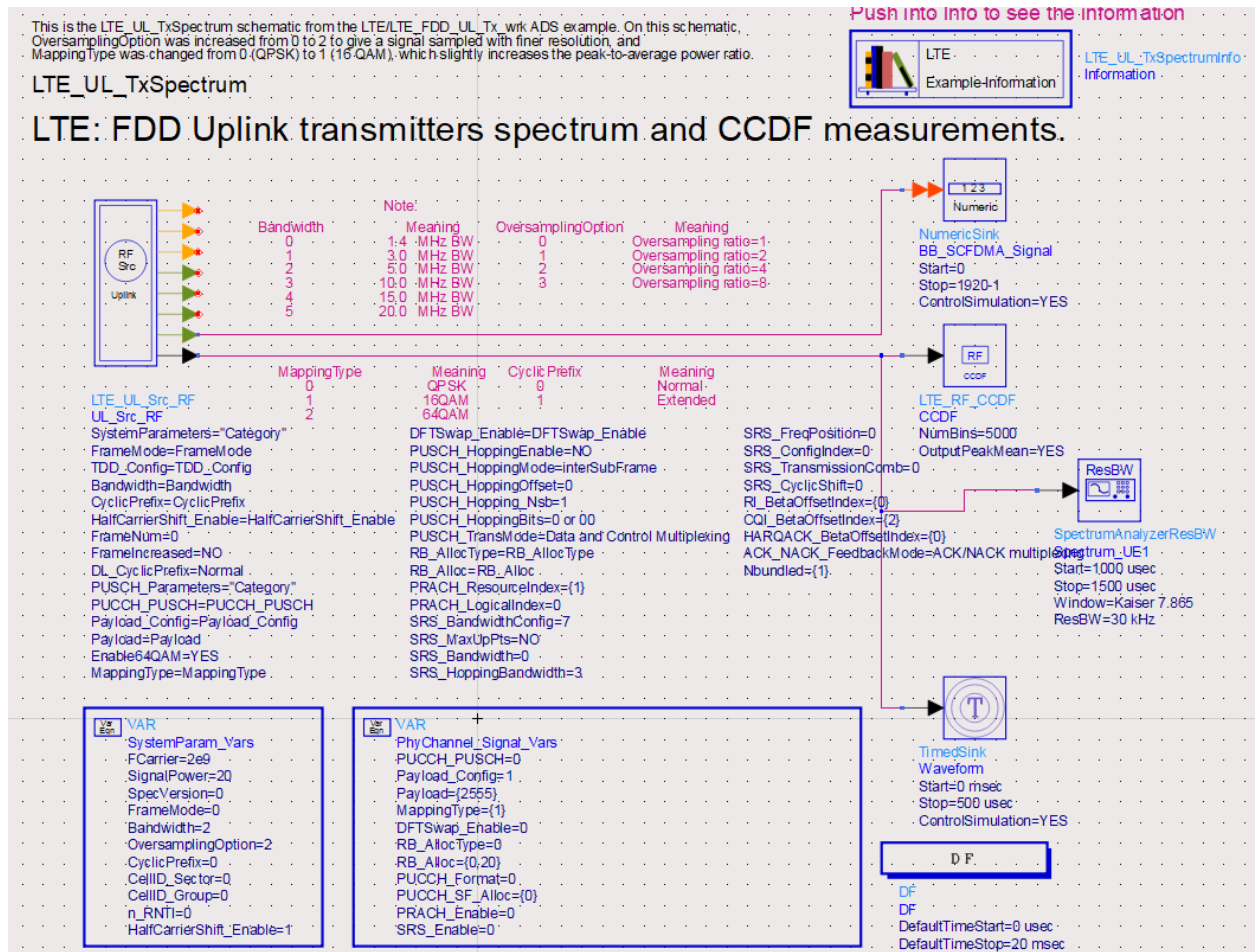 This is the LTE_UL_TxSpectrum schematic from the LTE/LTE_FDD_UL_Tx_wrk ADS example. On this schematic,
OversamplingOption was increased from 0 to 2 to give a signal sampled with finer resolution, and
MappingType was changed from 0 (QPSK) to 1 (16 QAM), which slightly increases the peak-to-average power ratio.
Push into Info to see the information
LTE
Example Information
LTE_UL_TxSpectrumInfo
Information
LTE_UL_TxSpectrum
LTE: FDD Uplink transmitters spectrum and CCDF measurements.
RF
Src
Uplink
Note:
Bandwidth Meaning OversamplingOption Meaning
0 1.4 MHz BW 0 Oversampling ratio=1
1 3.0 MHz BW 1 Oversampling ratio=2
2 5.0 MHz BW 2 Oversampling ratio=4
3 10.0 MHz BW 3 Oversampling ratio=8
4 15.0 MHz BW
5 20.0 MHz BW
1 2 3
Numeric
NumericSink
BB_SCFDMA_Signal
Start=0
Stop=1920-1
ControlSimulation=YES
MappingType Meaning CyclicPrefix Meaning
0 QPSK 0 Normal
1 16QAM 1 Extended
2 64QAM
RF
CCDF
LTE_RF_CCDF
CCDF
NumBins=5000
OutputPeakMean=YES
LTE_UL_Src_RF
UL_Src_RF
SystemParameters="Category"
FrameMode=FrameMode
TDD_Config=TDD_Config
Bandwidth=Bandwidth
CyclicPrefix=CyclicPrefix
HalfCarrierShift_Enable=HalfCarrierShift_Enable
FrameNum=0
FrameIncreased=NO
DL_CyclicPrefix=Normal
PUSCH_Parameters="Category"
PUCCH_PUSCH=PUCCH_PUSCH
Payload_Config=Payload_Config
Payload=Payload
Enable64QAM=YES
MappingType=MappingType
DFTSwap_Enable=DFTSwap_Enable
PUSCH_HoppingEnable=NO
PUSCH_HoppingMode=interSubFrame
PUSCH_HoppingOffset=0
PUSCH_Hopping_Nsb=1
PUSCH_HoppingBits=0 or 00
PUSCH_TransMode=Data and Control Multiplexing
RB_AllocType=RB_AllocType
RB_Alloc=RB_Alloc
PRACH_ResourceIndex={1}
PRACH_LogicalIndex=0
SRS_BandwidthConfig=7
SRS_MaxUpPts=NO
SRS_Bandwidth=0
SRS_HoppingBandwidth=3
SRS_FreqPosition=0
SRS_ConfigIndex=0
SRS_TransmissionComb=0
SRS_CyclicShift=0
RI_BetaOffsetIndex={0}
CQI_BetaOffsetIndex={2}
HARQACK_BetaOffsetIndex={0}
ACK_NACK_FeedbackMode=ACK/NACK multiplexing
Nbundled={1}
ResBW
SpectrumAnalyzerResBW
Spectrum_UE1
Start=1000 usec
Stop=1500 usec
Window=Kaiser 7.865
ResBW=30 kHz
Var
Eqn
VAR
SystemParam_Vars
FCarrier=2e9
SignalPower=20
SpecVersion=0
FrameMode=0
Bandwidth=2
OversamplingOption=2
CyclicPrefix=0
CellID_Sector=0
CellID_Group=0
n_RNTI=0
HalfCarrierShift_Enable=1
Var
Eqn
VAR
PhyChannel_Signal_Vars
PUCCH_PUSCH=0
Payload_Config=1
Payload={2555}
MappingType={1}
DFTSwap_Enable=0
RB_AllocType=0
RB_Alloc={0,20}
PUCCH_Format=0
PUCCH_SF_Alloc={0}
PRACH_Enable=0
SRS_Enable=0
T
TimedSink
Waveform
Start=0 msec
Stop=500 usec
ControlSimulation=YES
DF
DF
DF
DefaultTimeStart=0 usec
DefaultTimeStop=20 msec